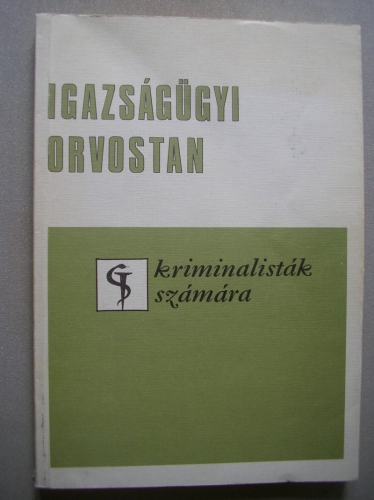 IGAZSÁGÜGYI
ORVOSTAN
kriminalisták
számára